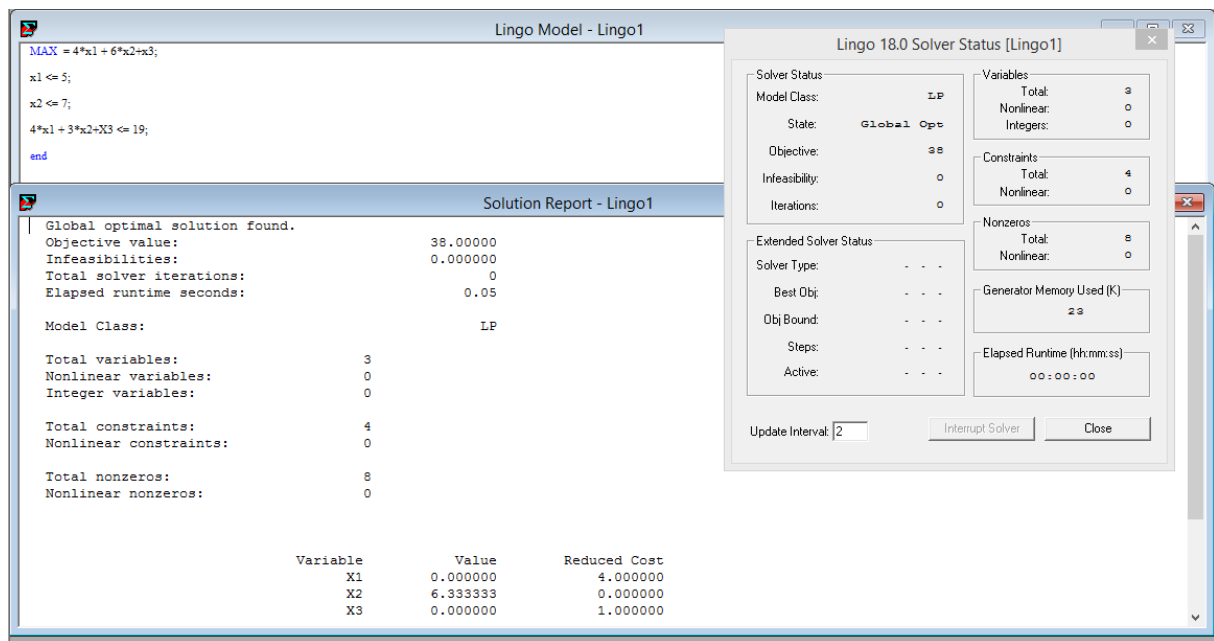 Lingo Model - Lingo1
MAX = 4*x1 + 6*x2+x3;
x1 <= 5;
x2 <= 7;
4*x1 + 3*x2+X3 <= 19;
end
Solution Report - Lingo1
Global optimal solution found.
Objective value: 38.00000
Infeasibilities: 0.000000
Total solver iterations: 0
Elapsed runtime seconds: 0.05
Model Class: LP
Total variables: 3
Nonlinear variables: 0
Integer variables: 0
Total constraints: 4
Nonlinear constraints: 0
Total nonzeros: 8
Nonlinear nonzeros: 0
Variable Value Reduced Cost
X1 0.000000 4.000000
X2 6.333333 0.000000
X3 0.000000 1.000000
Lingo 18.0 Solver Status [Lingo1]
Solver Status
Model Class: LP
State: Global Opt
Objective: 38
Infeasibility: 0
Iterations: 0
Extended Solver Status
Solver Type: - - -
Best Obj: - - -
Obj Bound: - - -
Steps: - - -
Active: - - -
Variables
Total: 3
Nonlinear: 0
Integers: 0
Constraints
Total: 4
Nonlinear: 0
Nonzeros
Total: 8
Nonlinear: 0
Generator Memory Used (K)
23
Elapsed Runtime (hh:mm:ss)
00:00:00
Update Interval: 2
Interrupt Solver
Close